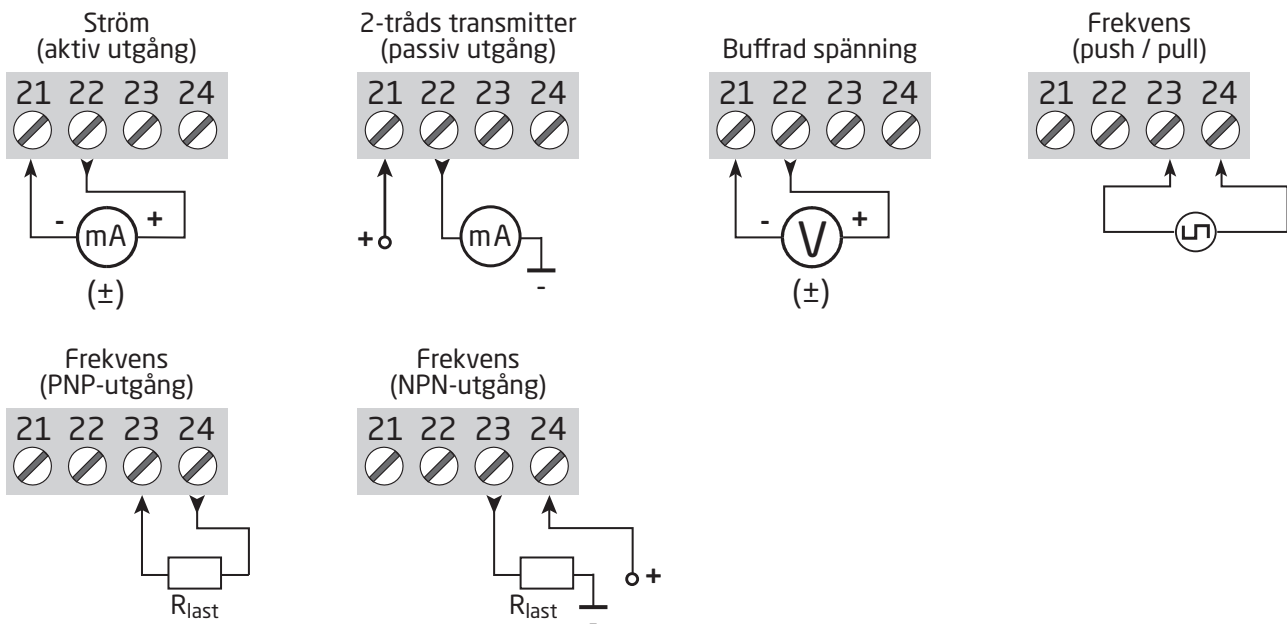 Ström
(aktiv utgång)
21 22 23 24
- mA +
(±)
2-tråds transmitter
(passiv utgång)
21 22 23 24
+ mA
-
Buffrad spänning
21 22 23 24
- V +
(±)
Frekvens
(push / pull)
21 22 23 24
Frekvens
(PNP-utgång)
21 22 23 24
Rlast
Frekvens
(NPN-utgång)
21 22 23 24
+
Rlast
-